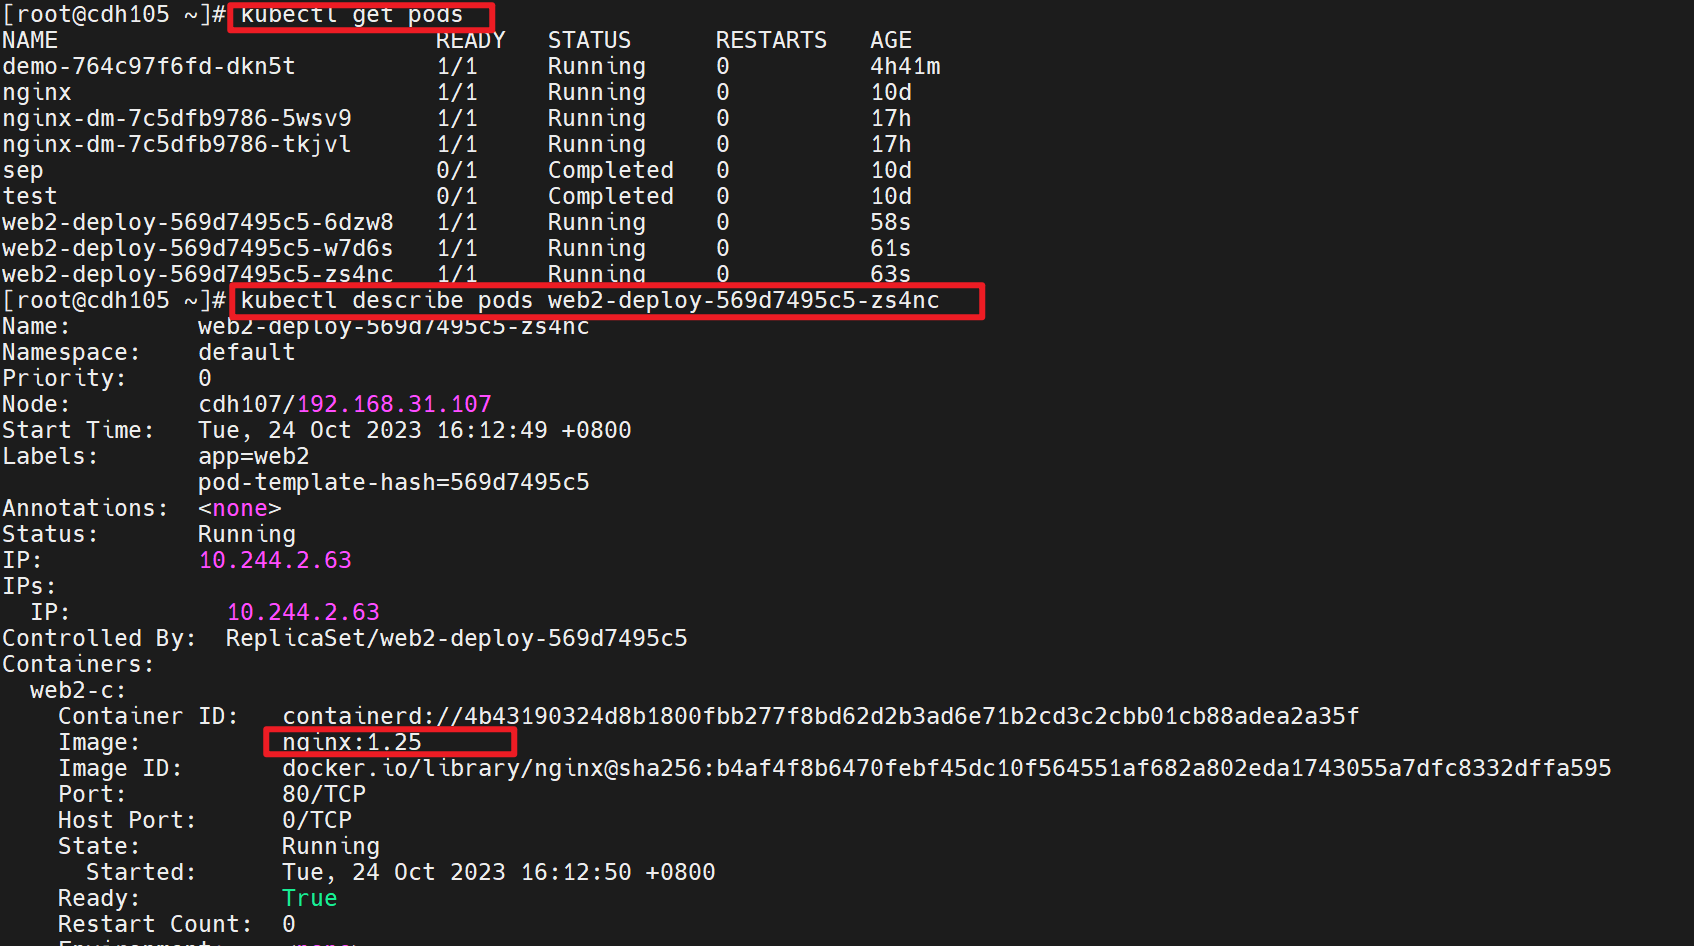 [root@cdh105 ~]# kubectl get pods
NAME                           READY   STATUS      RESTARTS   AGE
demo-764c97f6fd-dkn5t          1/1     Running     0          4h41m
nginx                          1/1     Running     0          10d
nginx-dm-7c5dfb9786-5wsv9      1/1     Running     0          17h
nginx-dm-7c5dfb9786-tkjvl      1/1     Running     0          17h
sep                            0/1     Completed   0          10d
test                           0/1     Completed   0          10d
web2-deploy-569d7495c5-6dzw8   1/1     Running     0          58s
web2-deploy-569d7495c5-w7d6s   1/1     Running     0          61s
web2-deploy-569d7495c5-zs4nc   1/1     Running     0          63s
[root@cdh105 ~]# kubectl describe pods web2-deploy-569d7495c5-zs4nc
Name:         web2-deploy-569d7495c5-zs4nc
Namespace:    default
Priority:     0
Node:         cdh107/192.168.31.107
Start Time:   Tue, 24 Oct 2023 16:12:49 +0800
Labels:       app=web2
              pod-template-hash=569d7495c5
Annotations:  <none>
Status:       Running
IP:           10.244.2.63
IPs:
  IP:           10.244.2.63
Controlled By:  ReplicaSet/web2-deploy-569d7495c5
Containers:
  web2-c:
    Container ID:   containerd://4b43190324d8b1800fbb277f8bd62d2b3ad6e71b2cd3c2cbb01cb88adea2a35f
    Image:          nginx:1.25
    Image ID:       docker.io/library/nginx@sha256:b4af4f8b6470febf45dc10f564551af682a802eda1743055a7dfc8332dffa595
    Port:           80/TCP
    Host Port:      0/TCP
    State:          Running
      Started:      Tue, 24 Oct 2023 16:12:50 +0800
    Ready:          True
    Restart Count:  0